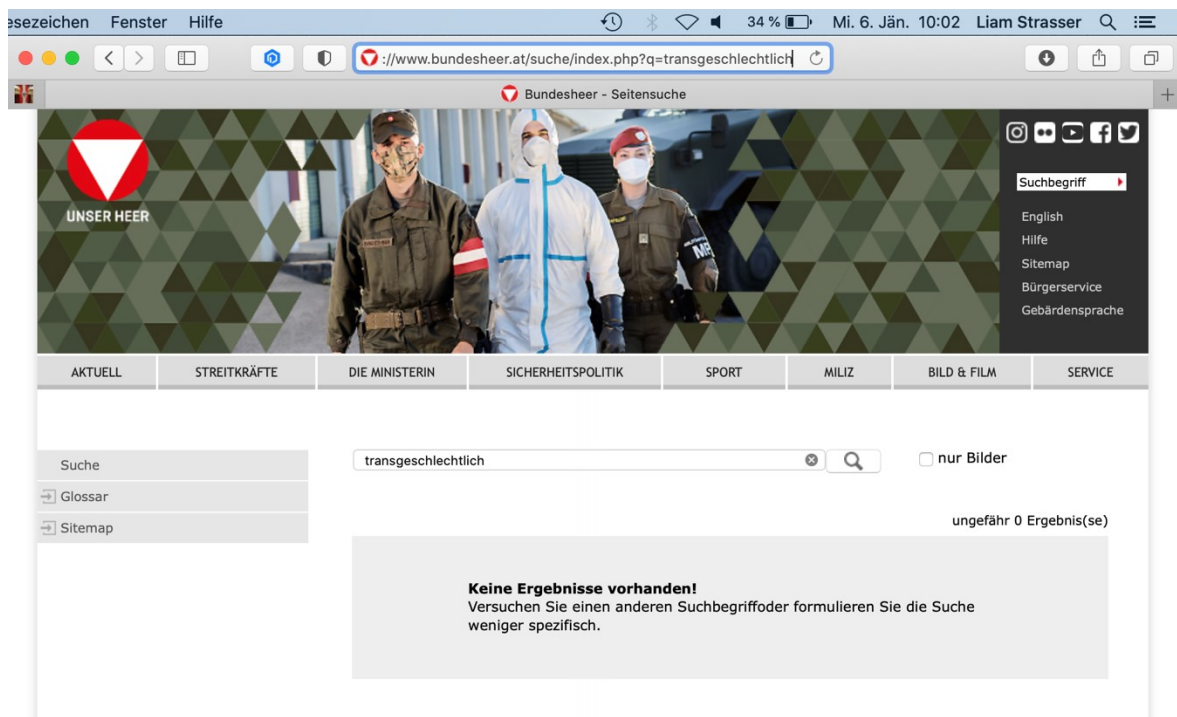 esezeichen Fenster Hilfe 34 % Mi. 6. Jän. 10:02 Liam Strasser
://www.bundesheer.at/suche/index.php?q=transgeschlechtlich
Bundesheer - Seitensuche
UNSER HEER
MP
Suchbegriff
English
Hilfe
Sitemap
Bürgerservice
Gebärdensprache
AKTUELL STREITKRÄFTE DIE MINISTERIN SICHERHEITSPOLITIK SPORT MILIZ BILD & FILM SERVICE
Suche
Glossar
Sitemap
transgeschlechtlich nur Bilder
ungefähr 0 Ergebnis(se)
Keine Ergebnisse vorhanden!
Versuchen Sie einen anderen Suchbegriffoder formulieren Sie die Suche
weniger spezifisch.